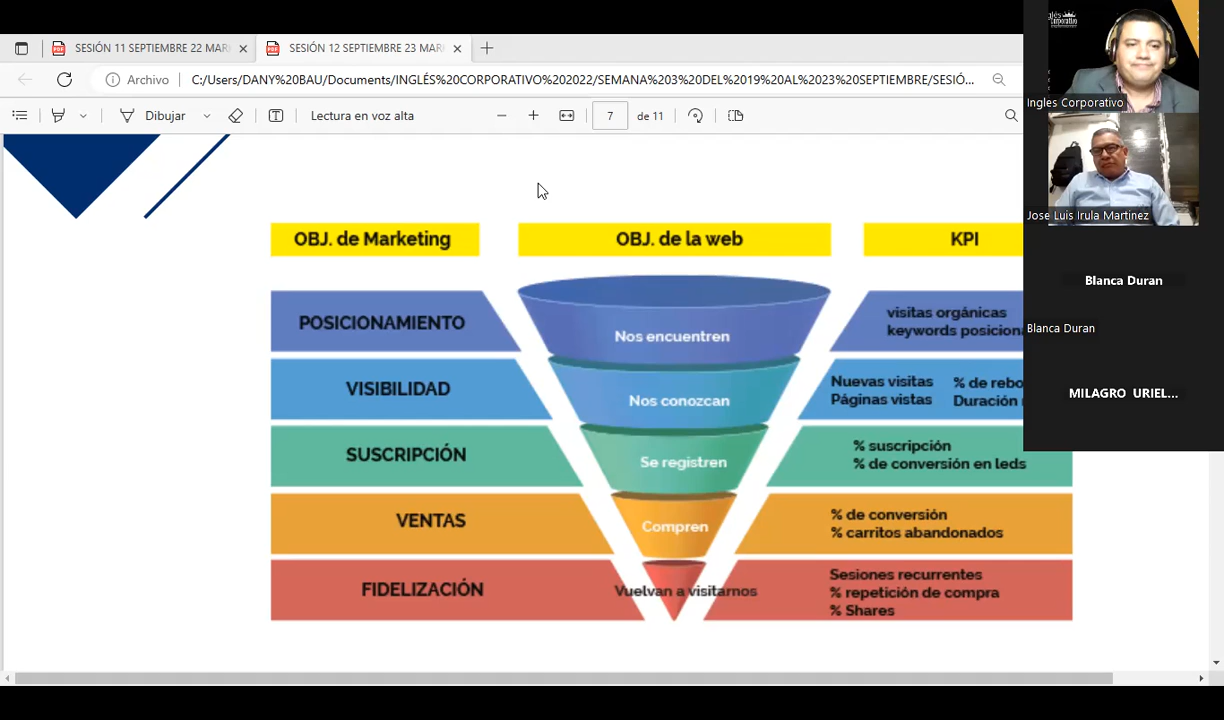 SESIÓN 11 SEPTIEMBRE 22 MAR
SESIÓN 12 SEPTIEMBRE 23 MAR
Archivo
C:/Users/DANY%20BAU/Documents/INGLÉS%20CORPORATIVO%202022/SEMANA%203%20DEL%2019%20AL%2023%20SEPTIEMBRE/SESIÓ...
Dibujar
Lectura en voz alta
7
de 11
OBJ. de Marketing
OBJ. de la web
KPI
POSICIONAMIENTO
Nos encuentren
visitas orgánicas
keywords posiciona
VISIBILIDAD
Nos conozcan
Nuevas visitas
% de rebo
Páginas vistas
Duración
SUSCRIPCIÓN
Se registren
% suscripción
% de conversión en leds
VENTAS
Compren
% de conversión
% carritos abandonados
FIDELIZACIÓN
Vuelvan a visitarnos
Sesiones recurrentes
% repetición de compra
% Shares
Corporativo
Ingles Corporativo
Jose Luis Irula Martinez
Blanca Duran
Blanca Duran
MILAGRO URIEL...